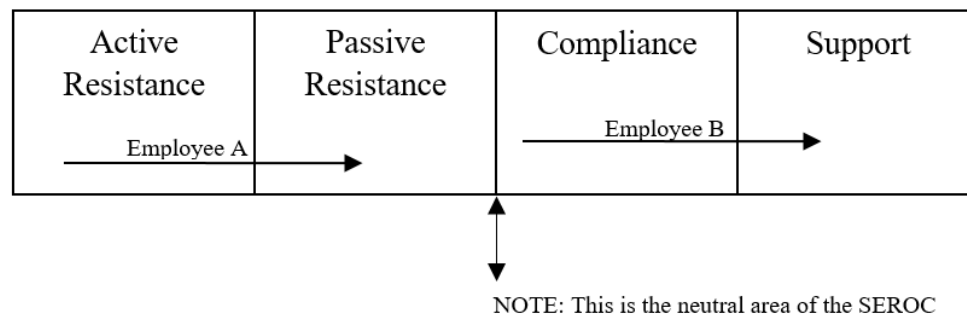 Active
Resistance
Passive
Resistance
Compliance
Support
Employee A
Employee B
NOTE: This is the neutral area of the SEROC